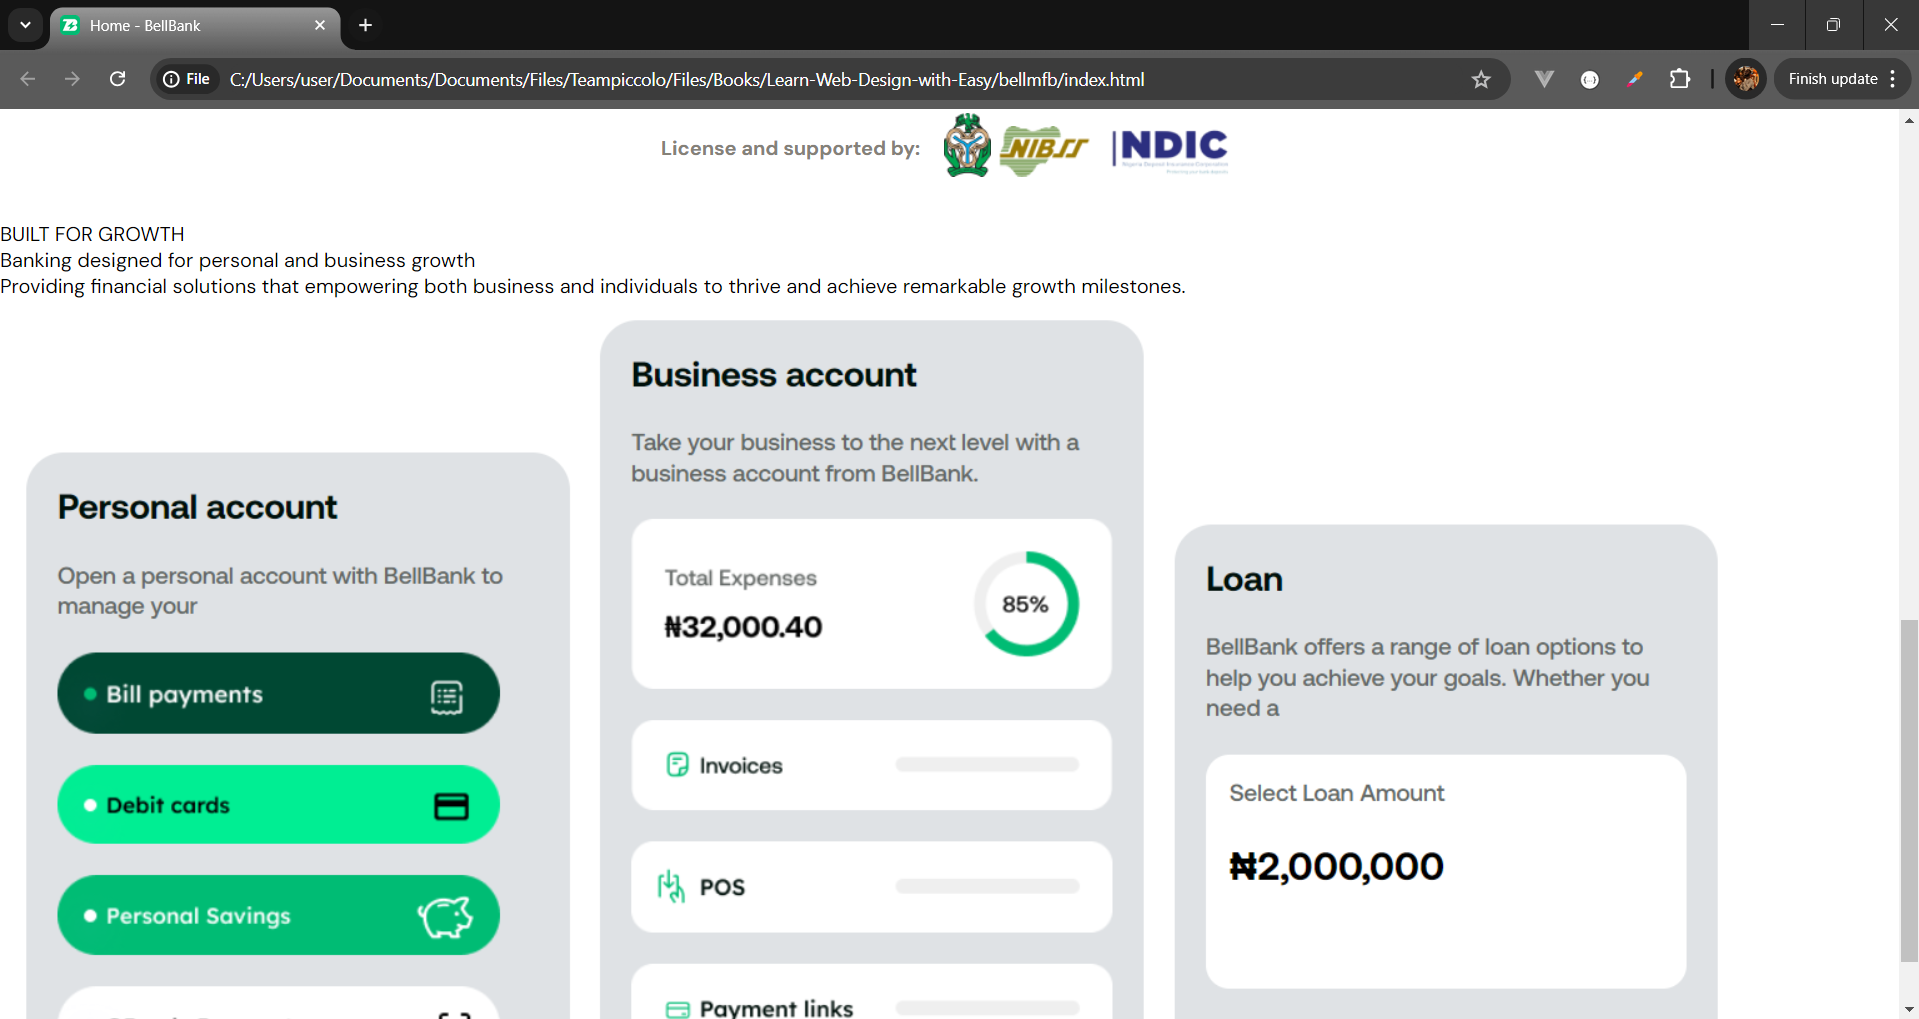 Home - BellBank
File
C:/Users/user/Documents/Documents/Files/Teampiccolo/Files/Books/Learn-Web-Design-with-Easy/bellmfb/index.html
Finish update
License and supported by:
NIBSS
NDIC
BUILT FOR GROWTH
Banking designed for personal and business growth
Providing financial solutions that empowering both business and individuals to thrive and achieve remarkable growth milestones.
Personal account
Open a personal account with BellBank to
manage your
Bill payments
Debit cards
Personal Savings
Business account
Take your business to the next level with a
business account from BellBank.
Total Expenses
₦32,000.40
85%
Invoices
POS
Payment links
Loan
BellBank offers a range of loan options to
help you achieve your goals. Whether you
need a
Select Loan Amount
₦2,000,000